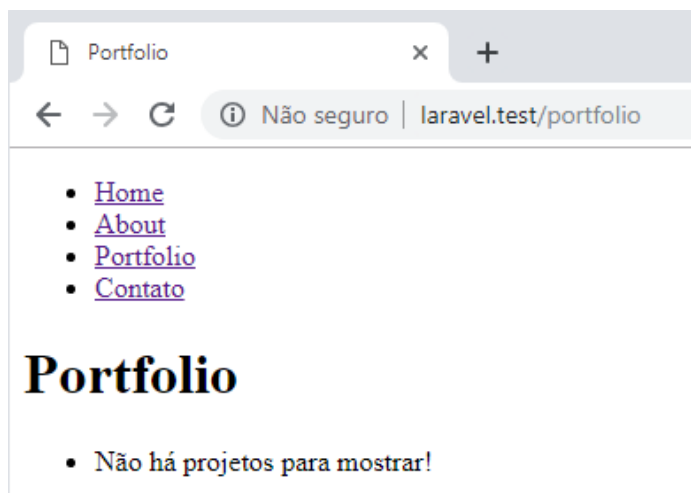 Portfolio
Não seguro | laravel.test/portfolio
Home
About
Portfolio
Contato
Portfolio
Não há projetos para mostrar!